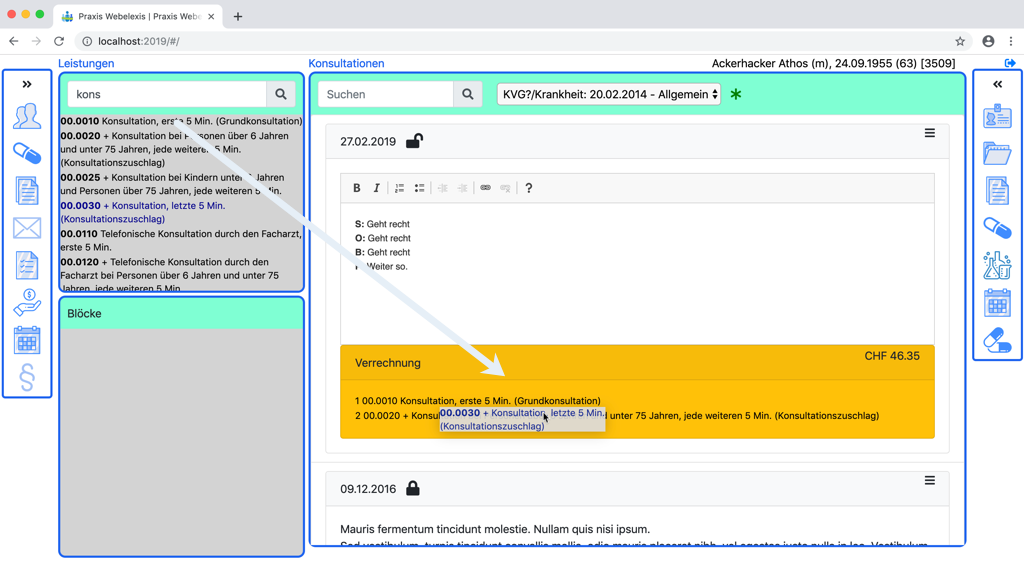 Praxis Webelexis | Praxis Webe
localhost:2019/#/
Leistungen
Konsultationen
Ackerhacker Athos (m), 24.09.1955 (63) [3509]
kons
00.0010 Konsultation, erste 5 Min. (Grundkonsultation)
00.0020 + Konsultation bei Personen über 6 Jahren
und unter 75 Jahren, jede weiteren 5 Min.
(Konsultationszuschlag)
00.0025 + Konsultation bei Kindern unter 6 Jahren
und Personen über 75 Jahren, jede weiteren 5 Min.
00.0030 + Konsultation, letzte 5 Min.
(Konsultationszuschlag)
00.0110 Telefonische Konsultation durch den Facharzt,
erste 5 Min.
00.0120 + Telefonische Konsultation durch den
Facharzt bei Personen über 6 Jahren und unter 75
Jahren, jede weiteren 5 Min.
Blöcke
Suchen
KVG?/Krankheit: 20.02.2014 - Allgemein
27.02.2019
B I ?
S: Geht recht
O: Geht recht
B: Geht recht
Weiter so.
Verrechnung
CHF 46.35
1 00.0010 Konsultation, erste 5 Min. (Grundkonsultation)
2 00.0020 + Konsu
unter 75 Jahren, jede weiteren 5 Min. (Konsultationszuschlag)
00.0030 + Konsultation, letzte 5 Min.
(Konsultationszuschlag)
09.12.2016
Mauris fermentum tincidunt molestie. Nullam quis nisi ipsum.